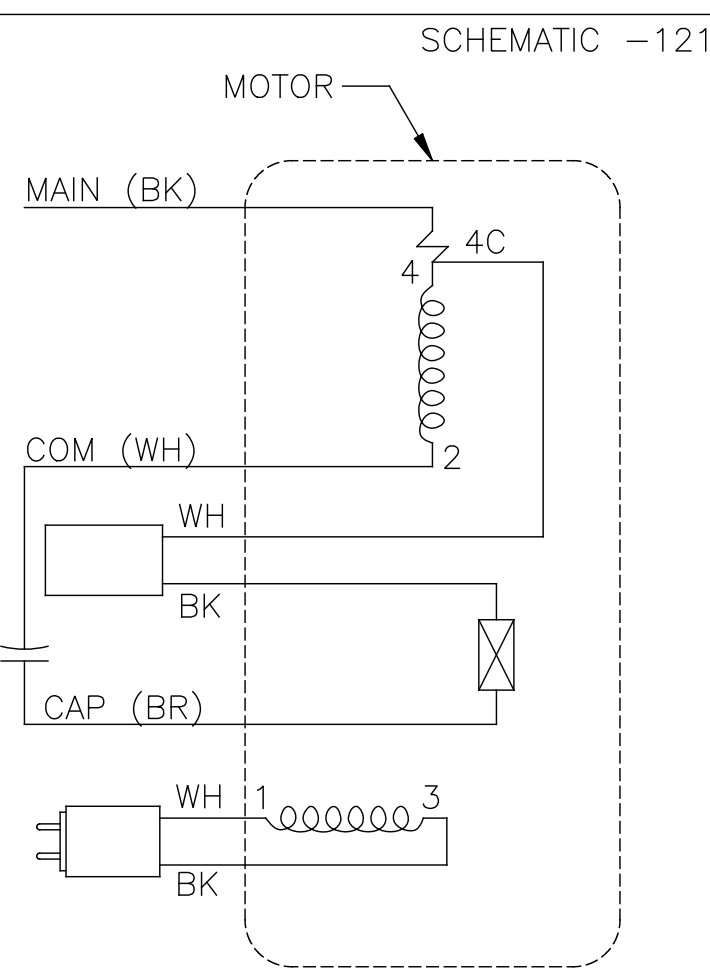 SCHEMATIC -121
MOTOR
MAIN (BK)
4C
4
COM (WH)
2
WH
BK
CAP (BR)
WH 1 3
BK